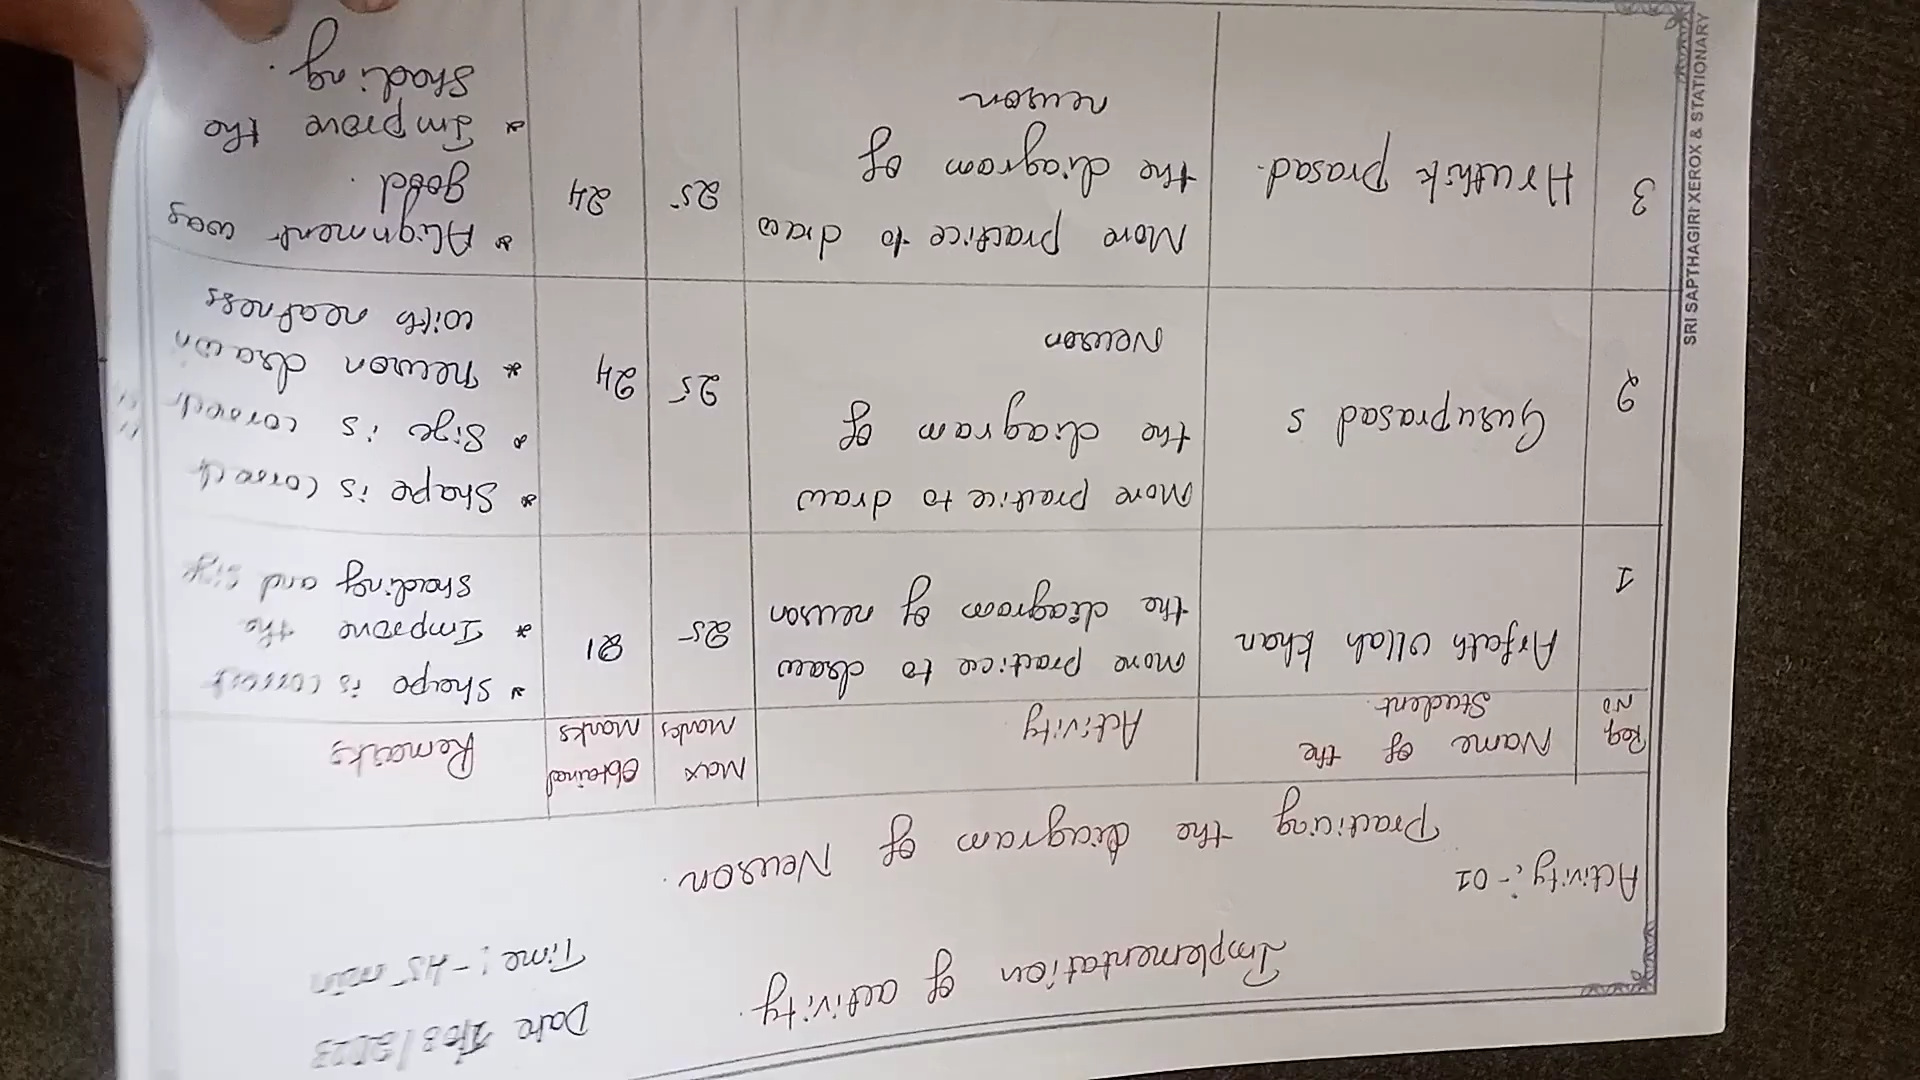 Implementation of activity.
Date /03/2023
Time :- 45 min
Activity :- 01
Practicing the diagram of Neuron.
Reg No
Name of the Student
Activity
Max Marks
Obtained Marks
Remarks
1
Arfath Ullah khan
More practice to draw
the diagram of neuron
25
21
* Shape is correct
* Improve the
shading and size
2
Guruprasad S
More practice to draw
the diagram of
Neuron
25
24
* Shape is correct
* Size is correct
* neuron drawn
with neatness
3
Hruthik prasad.
More practice to draw
the diagram of
neuron
25
24
* Alignment was
good.
* Improve the
shading.
SRI SAPTHAGIRI XEROX & STATIONARY